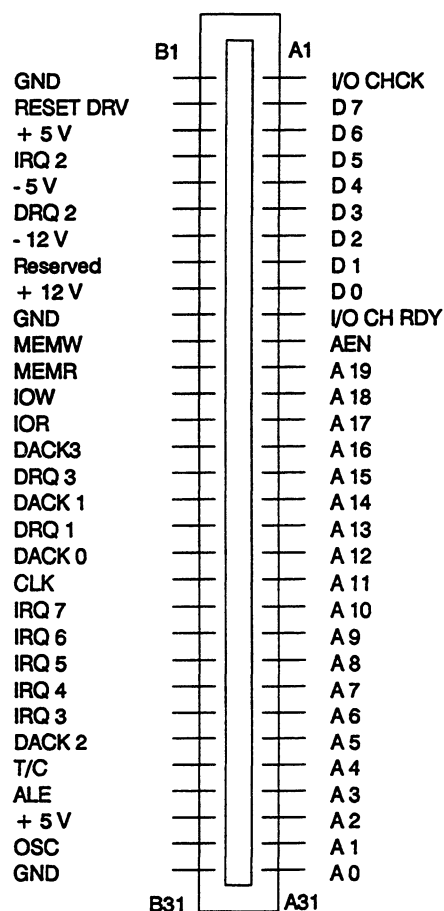 B1 A1
GND I/O CHCK
RESET DRV D 7
+ 5 V D 6
IRQ 2 D 5
- 5 V D 4
DRQ 2 D 3
- 12 V D 2
Reserved D 1
+ 12 V D 0
GND I/O CH RDY
MEMW AEN
MEMR A 19
IOW A 18
IOR A 17
DACK3 A 16
DRQ 3 A 15
DACK 1 A 14
DRQ 1 A 13
DACK 0 A 12
CLK A 11
IRQ 7 A 10
IRQ 6 A 9
IRQ 5 A 8
IRQ 4 A 7
IRQ 3 A 6
DACK 2 A 5
T/C A 4
ALE A 3
+ 5 V A 2
OSC A 1
GND A 0
B31 A31